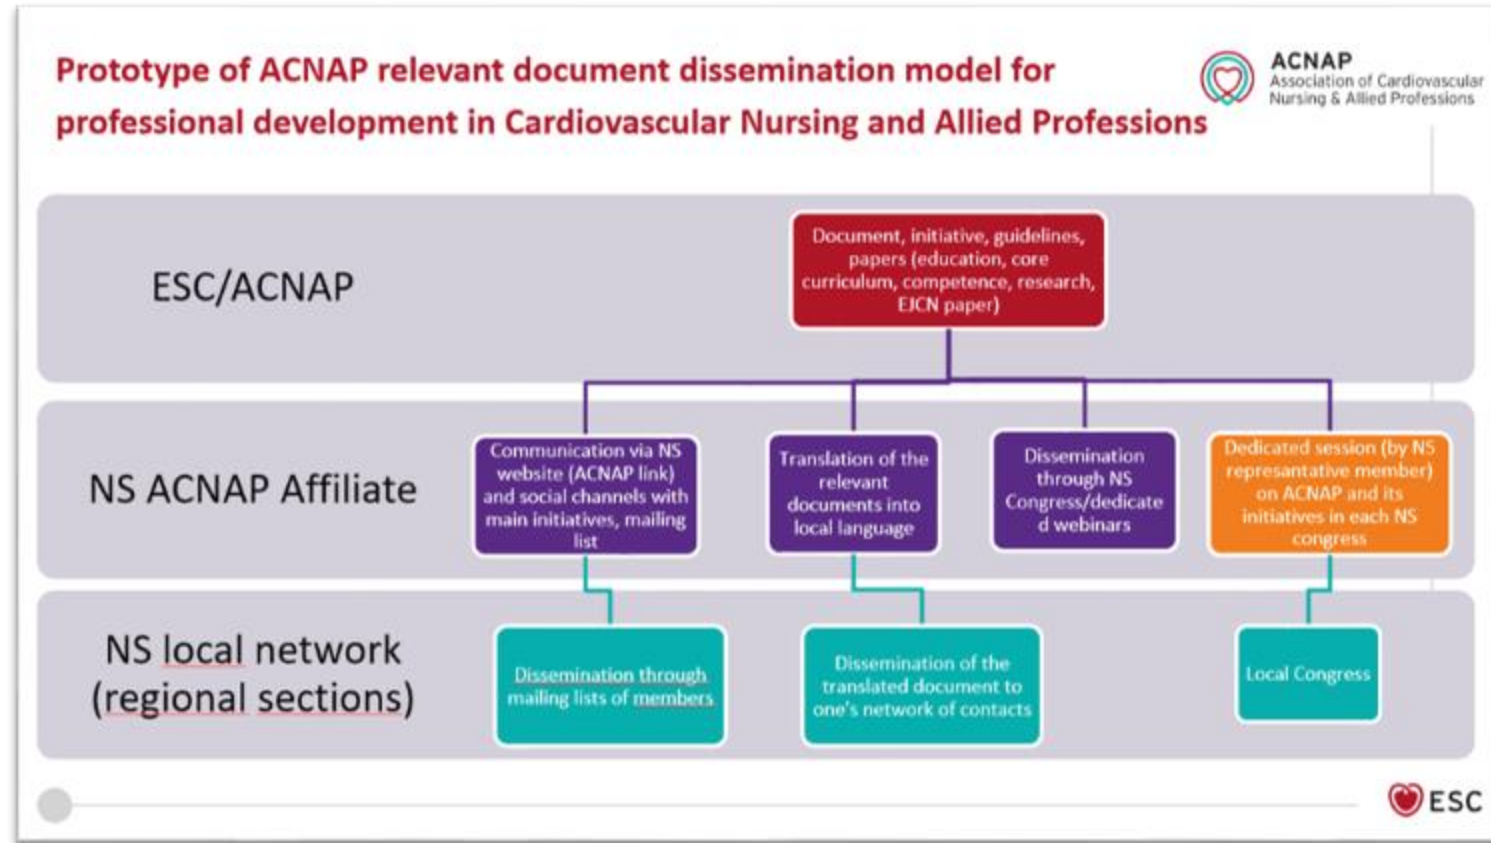 Prototype of ACNAP relevant document dissemination model for
professional development in Cardiovascular Nursing and Allied Professions
ACNAP
Association of Cardiovascular
Nursing & Allied Professions
ESC/ACNAP
Document, initiative, guidelines,
papers (education, core
curriculum, competence, research,
EJCN paper)
NS ACNAP Affiliate
Communication via NS
website (ACNAP link)
and social channels with
main initiatives, mailing
list
Translation of the
relevant
documents into
local language
Dissemination
through NS
Congress/dedicate
d webinars
Dedicated session (by NS
represantative member)
on ACNAP and its
initiatives in each NS
congress
NS local network
(regional sections)
Dissemination through
mailing lists of members
Dissemination of the
translated document to
one's network of contacts
Local Congress
ESC